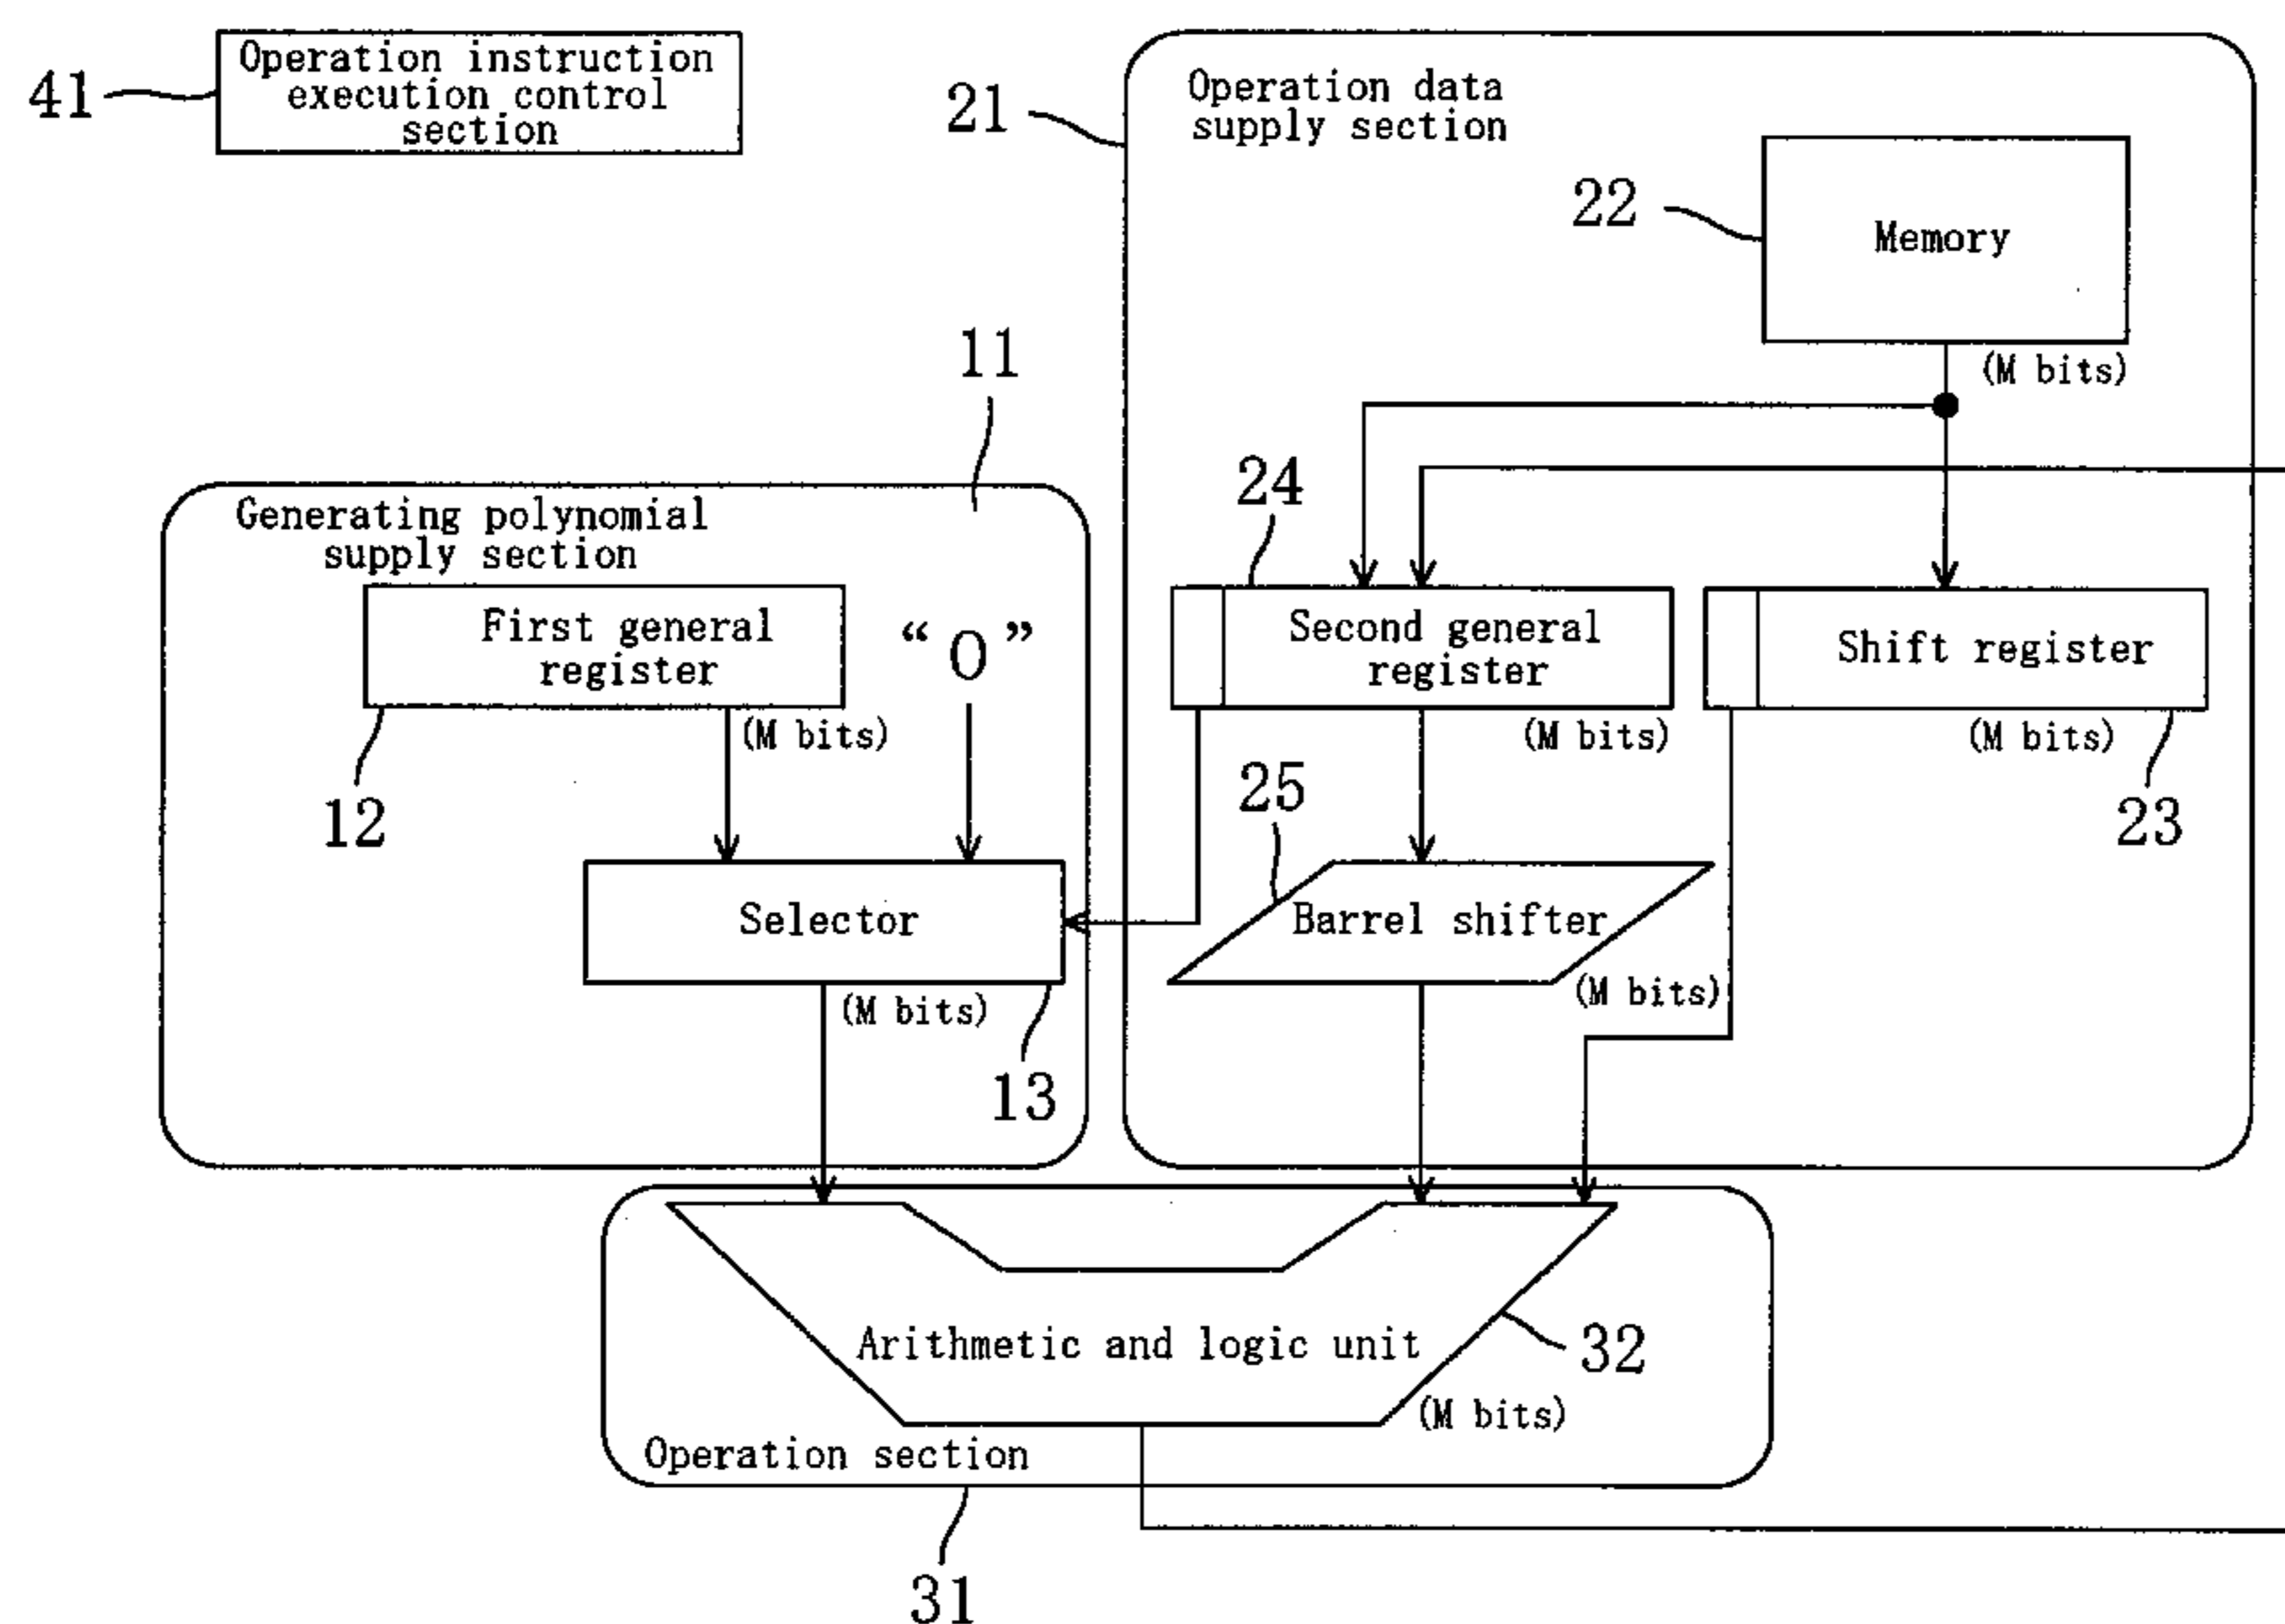 Operation instruction
execution control
section
41
21
Operation data
supply section
22
Memory
(M bits)
11
Generating polynomial
supply section
24
First general
register
“0”
Second general
register
Shift register
12
(M bits)
(M bits)
(M bits)
25
23
Selector
Barrel shifter
(M bits)
(M bits)
13
Arithmetic and logic unit
32
(M bits)
Operation section
31